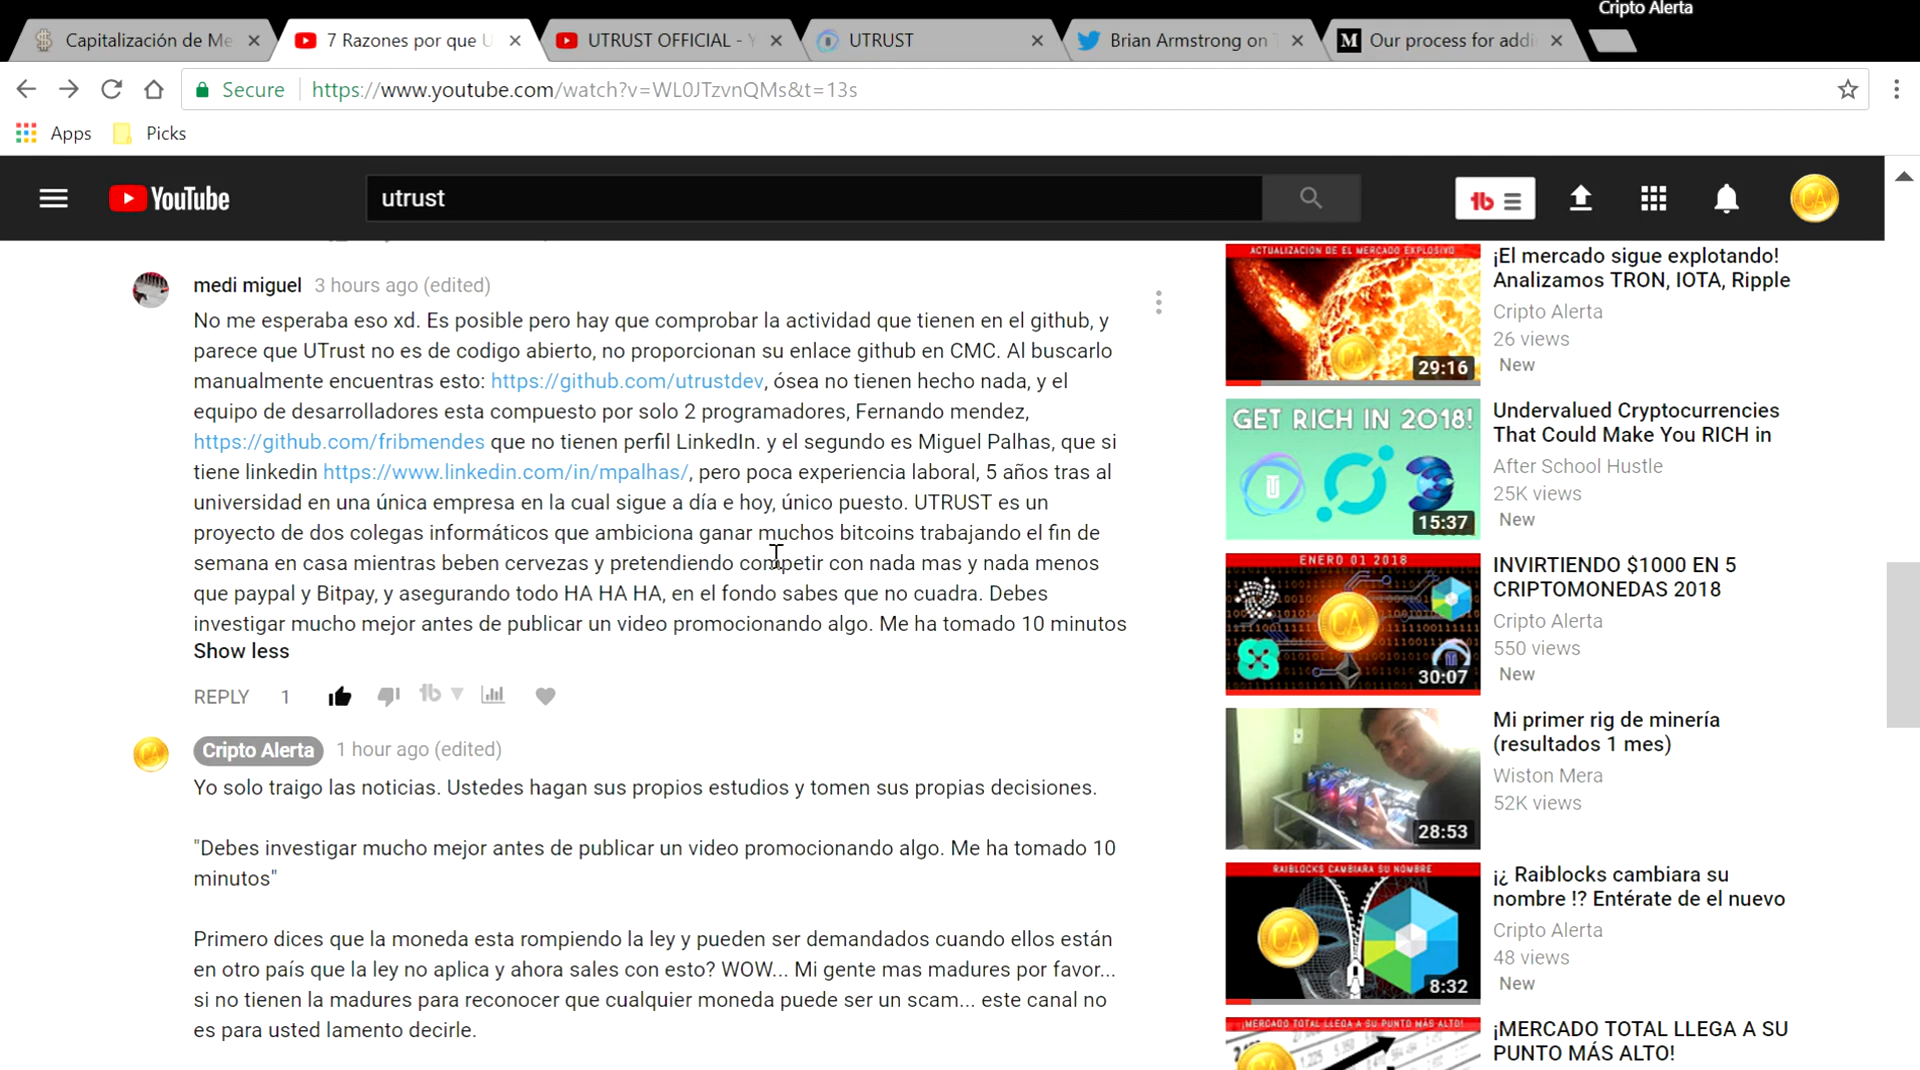 Cripto Alerta
Capitalización de Me
7 Razones por que U
UTRUST OFFICIAL - Y
UTRUST
Brian Armstrong on T
M Our process for addi
Secure https://www.youtube.com/watch?v=WL0JTzvnQMs&t=13s
Apps Picks
YouTube
utrust
tb
CA
medi miguel 3 hours ago (edited)
No me esperaba eso xd. Es posible pero hay que comprobar la actividad que tienen en el github, y
parece que UTrust no es de codigo abierto, no proporcionan su enlace github en CMC. Al buscarlo
manualmente encuentras esto: https://github.com/utrustdev, ósea no tienen hecho nada, y el
equipo de desarrolladores esta compuesto por solo 2 programadores, Fernando mendez,
https://github.com/fribmendes que no tienen perfil LinkedIn. y el segundo es Miguel Palhas, que si
tiene linkedin https://www.linkedin.com/in/mpalhas/, pero poca experiencia laboral, 5 años tras al
universidad en una única empresa en la cual sigue a día e hoy, único puesto. UTRUST es un
proyecto de dos colegas informáticos que ambiciona ganar muchos bitcoins trabajando el fin de
semana en casa mientras beben cervezas y pretendiendo competir con nada mas y nada menos
que paypal y Bitpay, y asegurando todo HA HA HA, en el fondo sabes que no cuadra. Debes
investigar mucho mejor antes de publicar un video promocionando algo. Me ha tomado 10 minutos
Show less
REPLY 1 tb
Cripto Alerta 1 hour ago (edited)
Yo solo traigo las noticias. Ustedes hagan sus propios estudios y tomen sus propias decisiones.
"Debes investigar mucho mejor antes de publicar un video promocionando algo. Me ha tomado 10
minutos"
Primero dices que la moneda esta rompiendo la ley y pueden ser demandados cuando ellos están
en otro país que la ley no aplica y ahora sales con esto? WOW... Mi gente mas madures por favor...
si no tienen la madures para reconocer que cualquier moneda puede ser un scam... este canal no
es para usted lamento decirle.
ACTUALIZACION DE EL MERCADO EXPLOSIVO
29:16
¡El mercado sigue explotando!
Analizamos TRON, IOTA, Ripple
Cripto Alerta
26 views
New
GET RICH IN 2018!
15:37
Undervalued Cryptocurrencies
That Could Make You RICH in
After School Hustle
25K views
New
ENERO 01 2018
CA
30:07
INVIRTIENDO $1000 EN 5
CRIPTOMONEDAS 2018
Cripto Alerta
550 views
New
28:53
Mi primer rig de minería
(resultados 1 mes)
Wiston Mera
52K views
RAIBLOCKS CAMBIARA SU NOMBRE
CA
8:32
¡¿ Raiblocks cambiara su
nombre !? Entérate de el nuevo
Cripto Alerta
48 views
New
¡MERCADO TOTAL LLEGA A SU PUNTO MÁS ALTO!
¡MERCADO TOTAL LLEGA A SU
PUNTO MÁS ALTO!